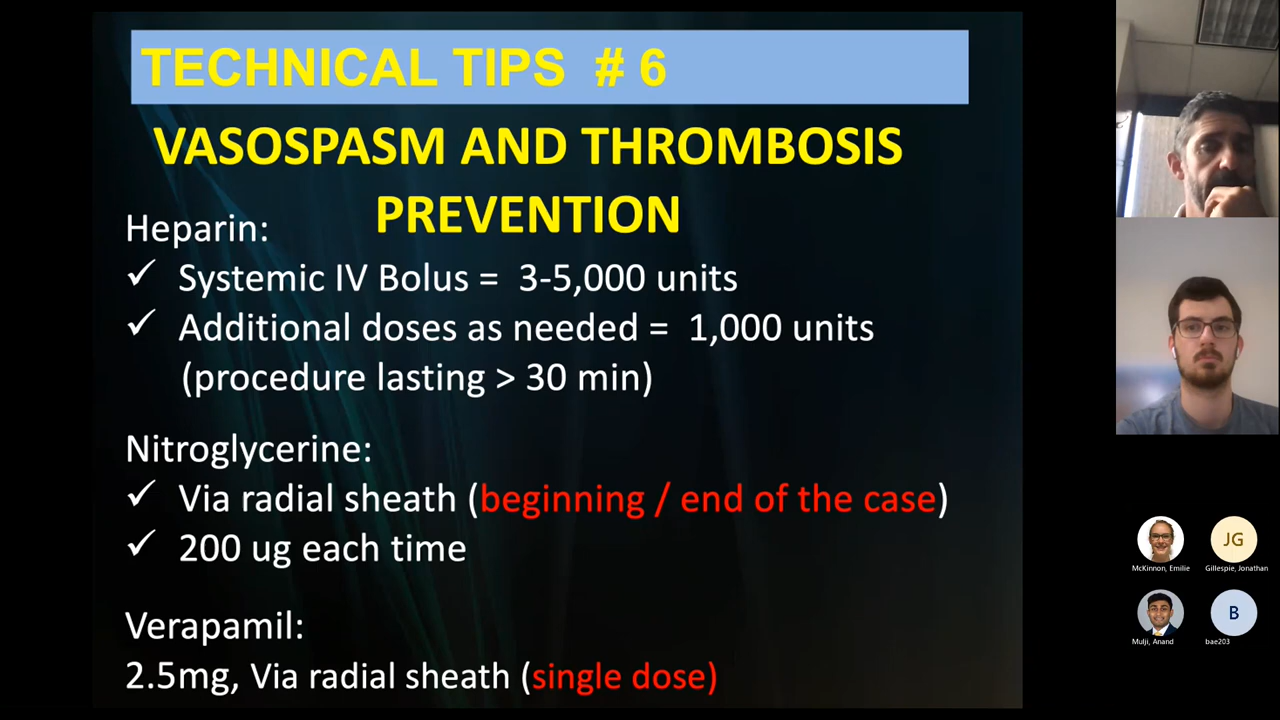 TECHNICAL TIPS # 6
VASOSPASM AND THROMBOSIS
PREVENTION
Heparin:
✓ Systemic IV Bolus = 3-5,000 units
✓ Additional doses as needed = 1,000 units
(procedure lasting > 30 min)
Nitroglycerine:
✓ Via radial sheath (beginning / end of the case)
✓ 200 ug each time
Verapamil:
2.5mg, Via radial sheath (single dose)
JG
McKinnon, Emilie
Gillespie, Jonathan
B
Mulji, Anand
bae203